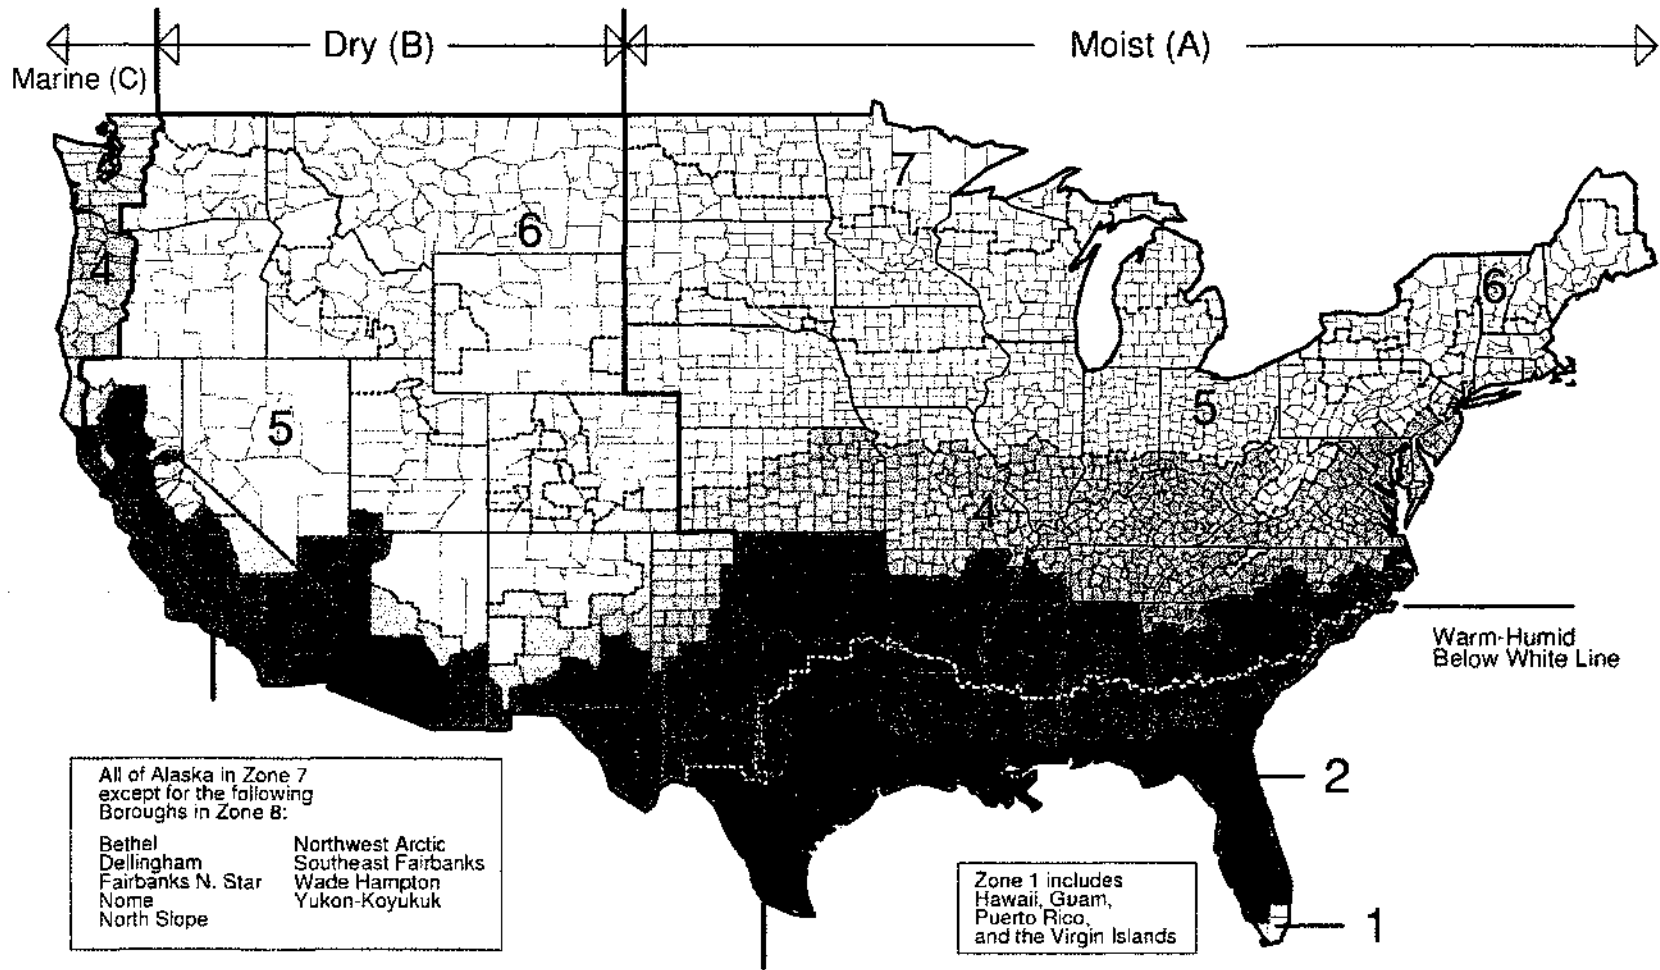 Dry (B)
Moist (A)
Marine (C)
7
6
4
6
5
5
4
Warm-Humid
Below White Line
All of Alaska in Zone 7
except for the following
Boroughs in Zone 8:
Bethel
Dellingham
Fairbanks N. Star
Nome
North Slope
Northwest Arctic
Southeast Fairbanks
Wade Hampton
Yukon-Koyukuk
2
Zone 1 includes
Hawaii, Guam,
Puerto Rico,
and the Virgin Islands
1